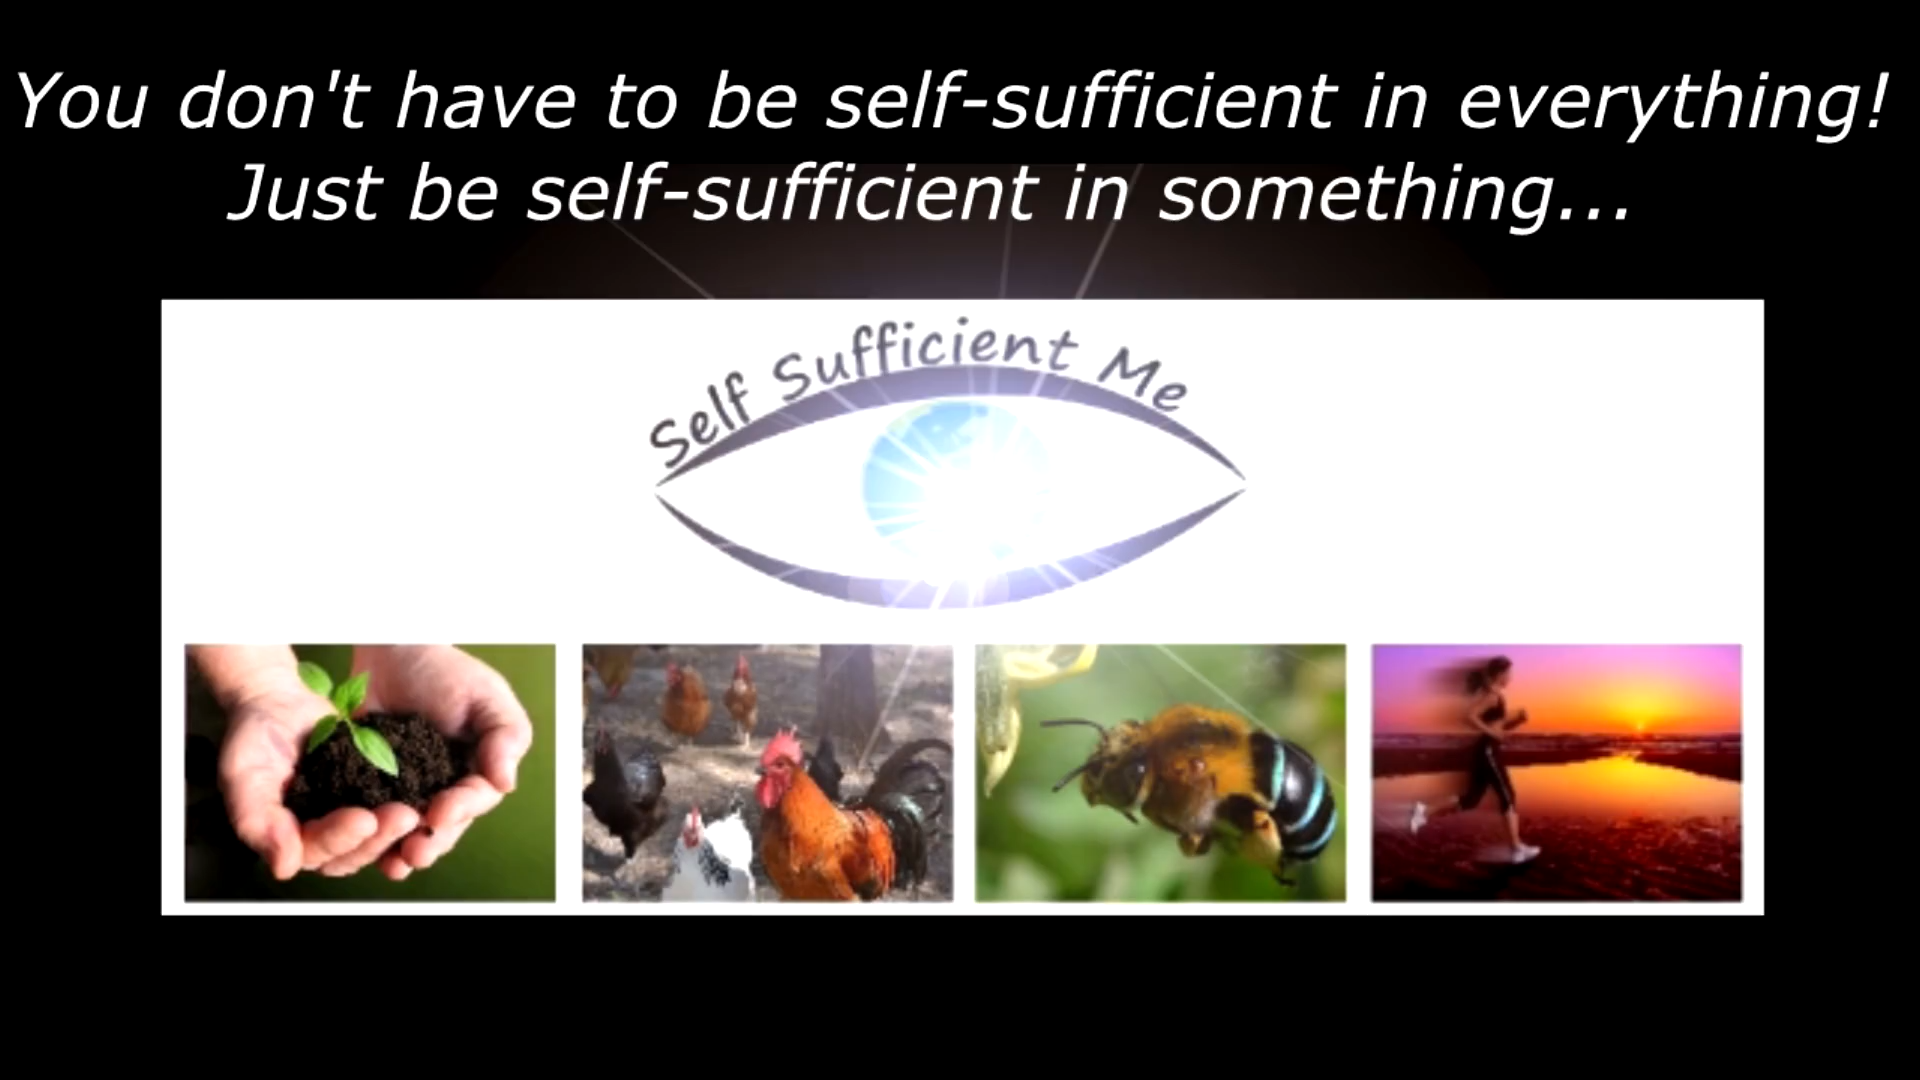 You don't have to be self-sufficient in everything!
Just be self-sufficient in something...
Self Sufficient Me